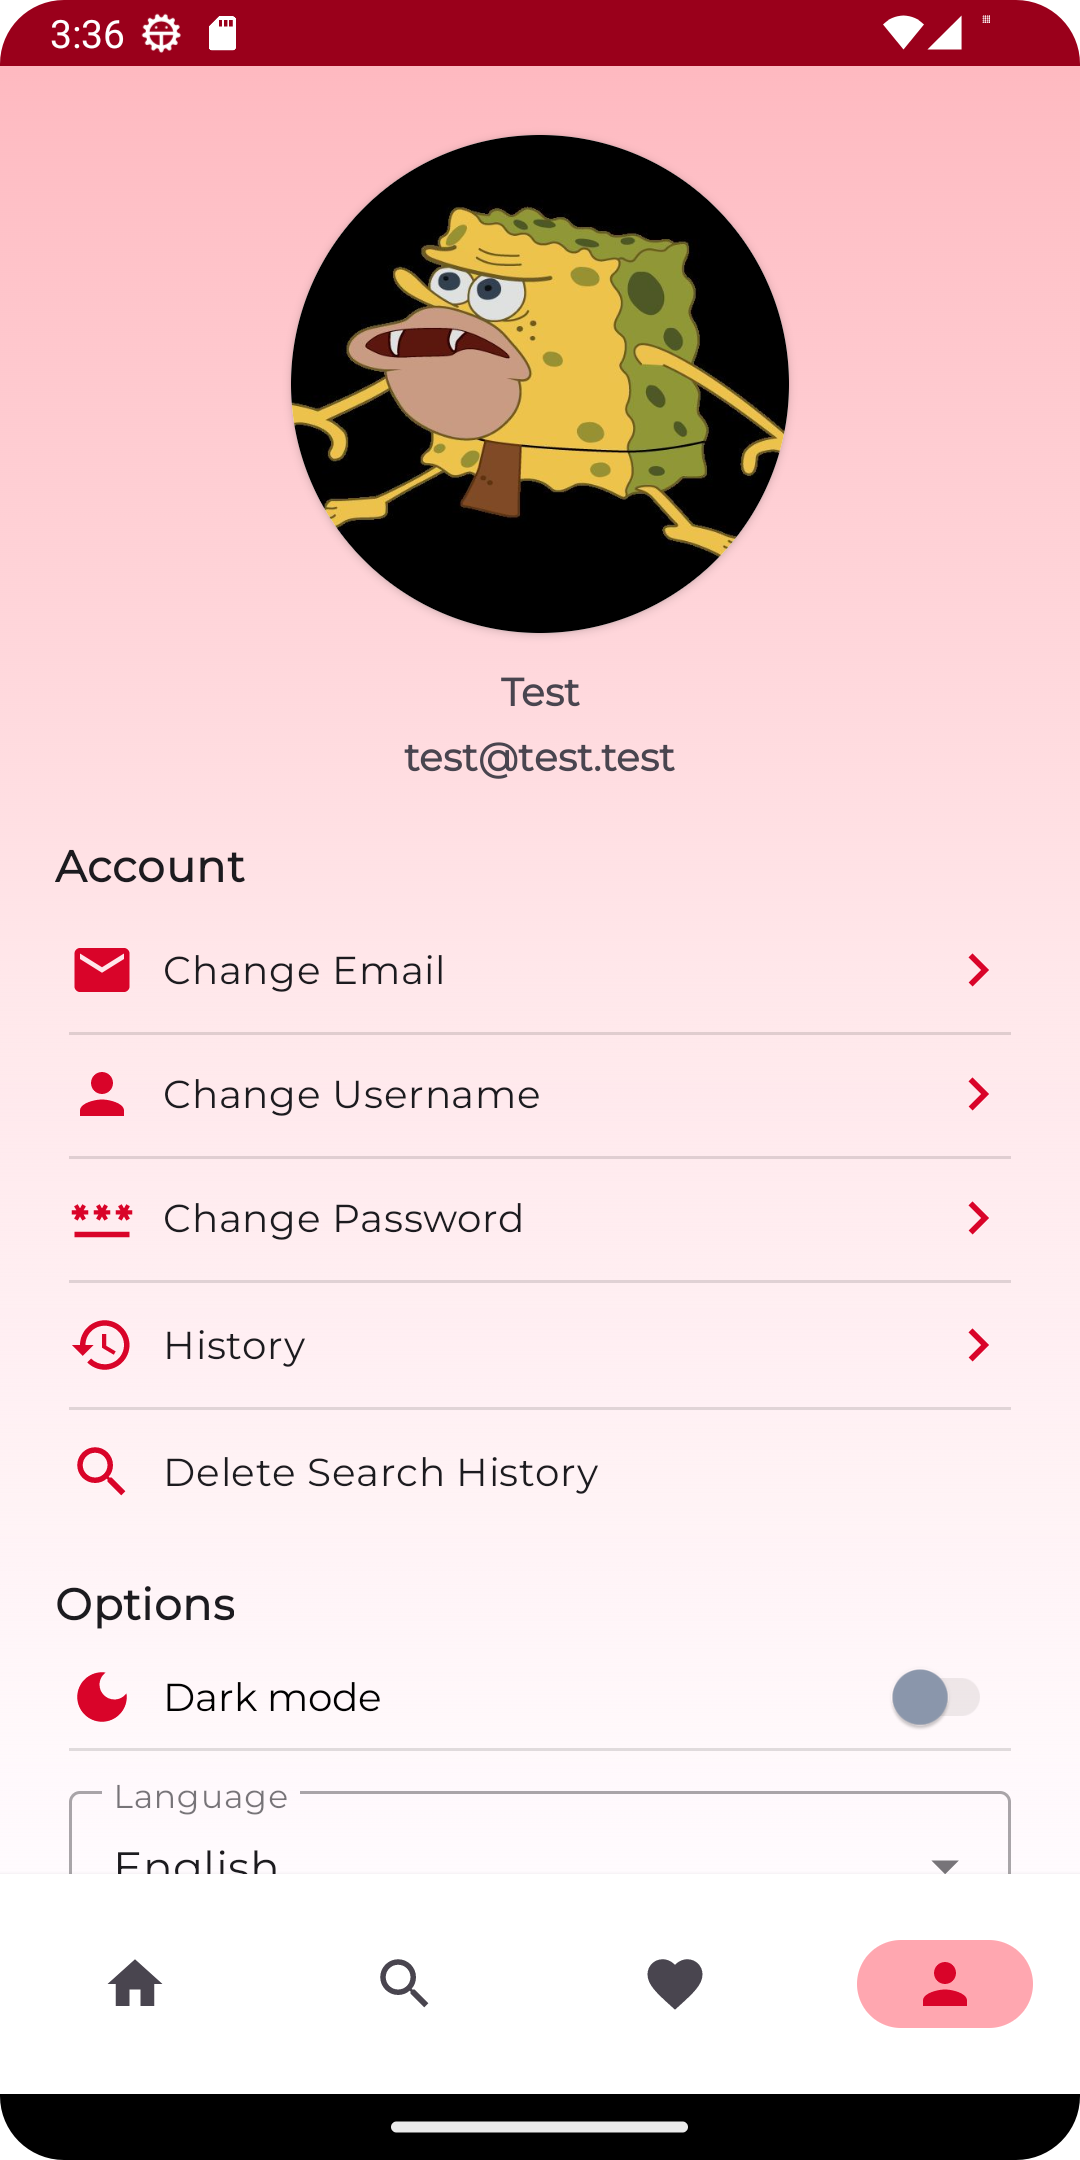 3:36
Test
test@test.test
Account
Change Email
Change Username
Change Password
History
Delete Search History
Options
Dark mode
Language
English